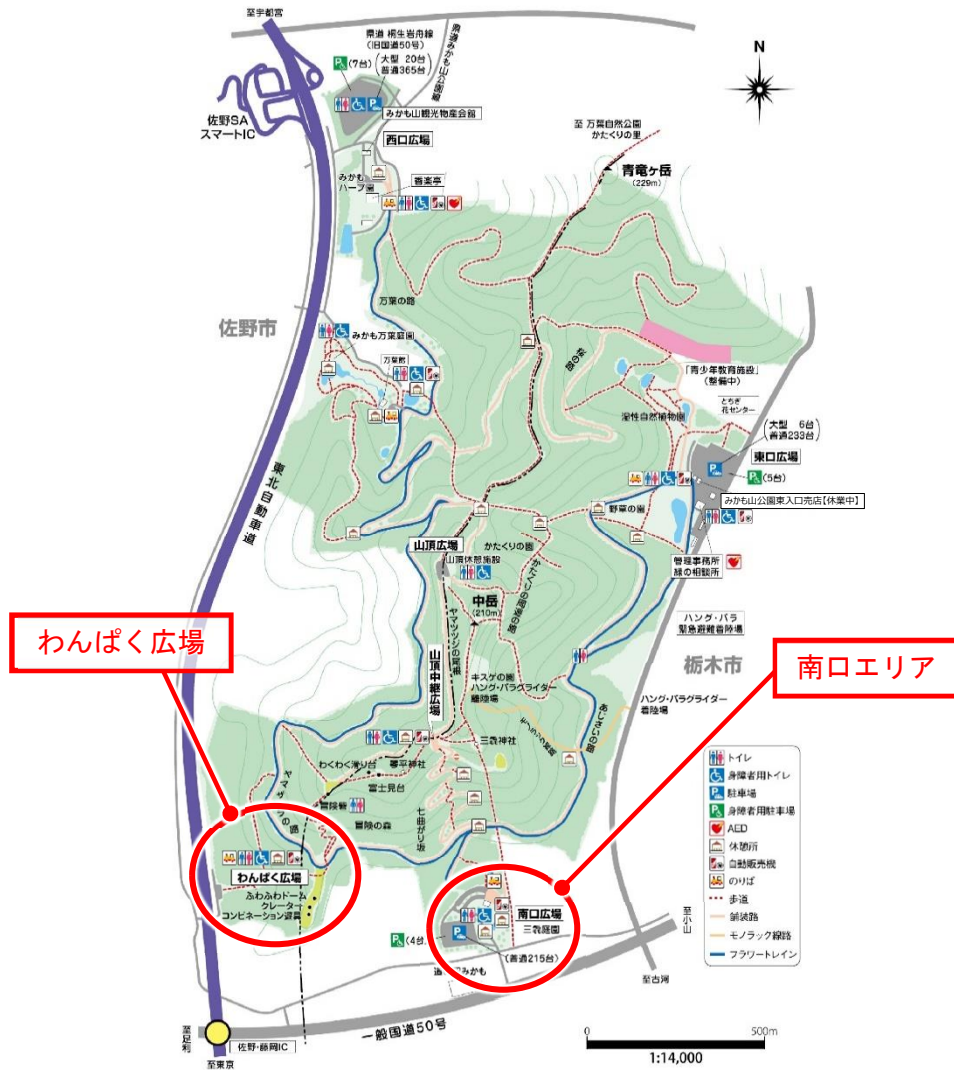 至宇都宮
県道 桐生岩舟線
(旧国道50号)
(7台)
大型 20台
普通365台
県道みかも山公園線
N
佐野SA
スマートIC
みかも山観光物産会館
西口広場
至 万葉自然公園
かたくりの里
青竜ヶ岳
(229m)
みかも
ハーブ園
香楽亭
万葉の路
佐野市
みかも万葉庭園
万葉館
桜の路
「青少年教育施設」
(整備中)
湿性自然植物園
とちぎ
花センター
大型 6台
普通233台
東口広場
(5台)
みかも山公園東入口売店【休業中】
野草の園
管理事務所
緑の相談所
東北自動車道
山頂広場
山頂休憩施設
かたくりの園
かたくりの園東の路
中岳
(210m)
ヤマツツジの尾根
ハング・パラ
緊急避難着陸場
わんぱく広場
栃木市
南口エリア
山頂中継広場
キスゲの園
ハング・パラグライダー
離陸場
ハング・パラグライダー
着陸場
あじさいの路
三毳神社
わくわく滑り台
琴平神社
富士見台
冒険砦
冒険の森
七曲がり坂
わんぱく広場
ふわふわドーム
クレーター
コンビネーション遊具
南口広場
三毳庭園
(4台)
(普通215台)
トイレ
身障者用トイレ
駐車場
身障者用駐車場
AED
休憩所
自動販売機
のりば
歩道
舗装路
モノラック線路
フラワートレイン
至小山
至古河
一般国道50号
至足利
佐野・藤岡IC
至東京
0
500m
1:14,000